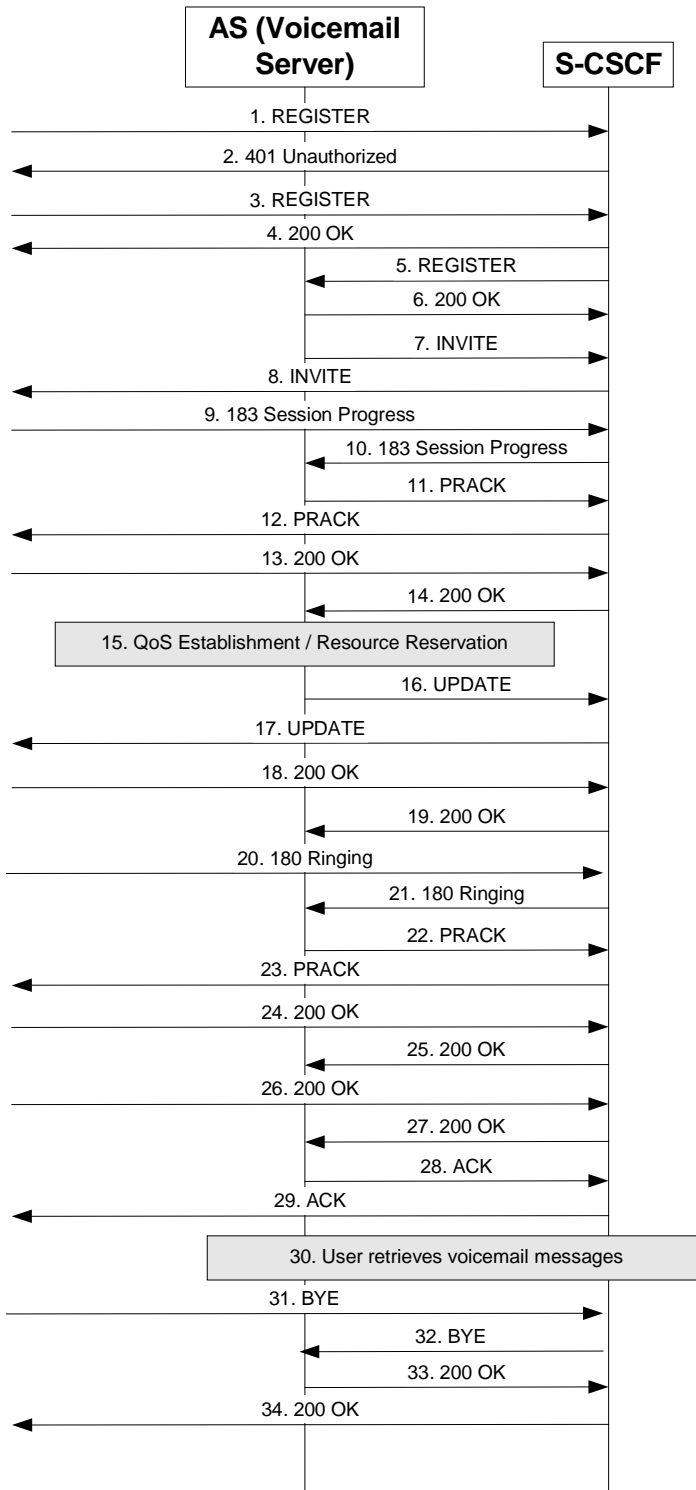 AS (Voicemail
Server)
S-CSCF
1. REGISTER
2. 401 Unauthorized
3. REGISTER
4. 200 OK
5. REGISTER
6. 200 OK
7. INVITE
8. INVITE
9. 183 Session Progress
10. 183 Session Progress
11. PRACK
12. PRACK
13. 200 OK
14. 200 OK
15. QoS Establishment / Resource Reservation
16. UPDATE
17. UPDATE
18. 200 OK
19. 200 OK
20. 180 Ringing
21. 180 Ringing
22. PRACK
23. PRACK
24. 200 OK
25. 200 OK
26. 200 OK
27. 200 OK
28. ACK
29. ACK
30. User retrieves voicemail messages
31. BYE
32. BYE
33. 200 OK
34. 200 OK